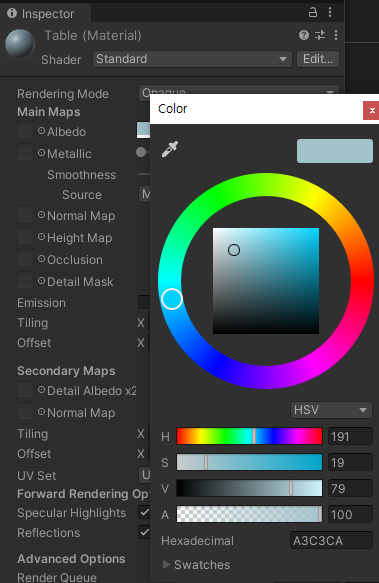 Inspector
Table (Material)
Shader Standard Edit...
Rendering Mode Opaque
Main Maps
Albedo
Metallic
Smoothness
Source M
Normal Map
Height Map
Occlusion
Detail Mask
Emission
Tiling X
Offset X
Secondary Maps
Detail Albedo x2
Normal Map
Tiling X
Offset X
UV Set U
Forward Rendering Opt
Specular Highlights
Reflections
Advanced Options
Render Queue
Color
x
HSV
H 191
S 19
V 79
A 100
Hexadecimal A3C3CA
Swatches